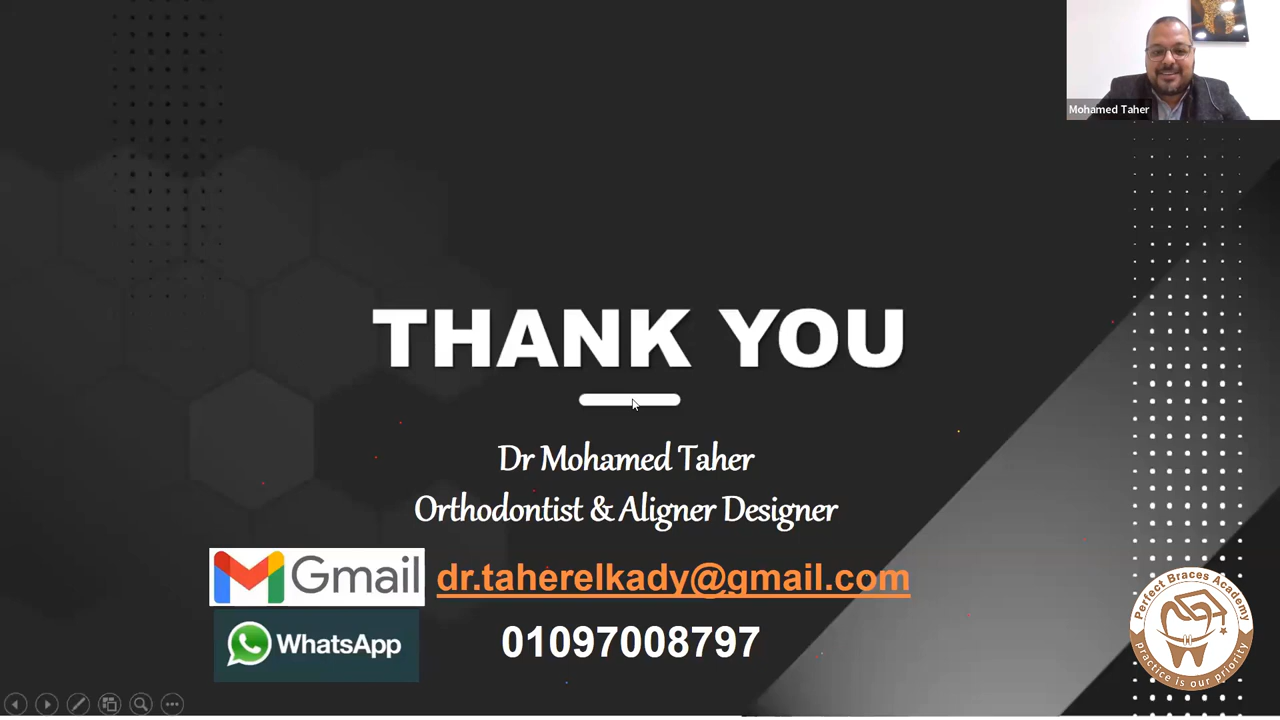 Mohamed Taher
THANK YOU
Dr Mohamed Taher
Orthodontist & Aligner Designer
Gmail dr.taherelkady@gmail.com
WhatsApp 01097008797
Perfect Braces Academy
practice is our priority